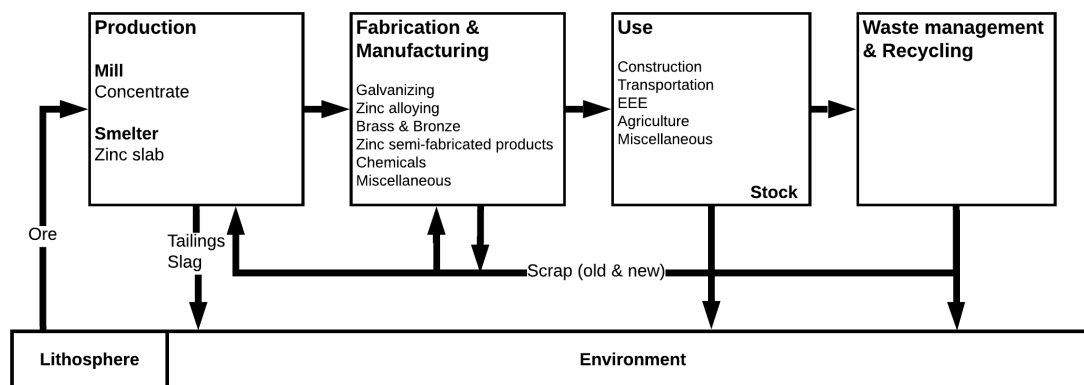 Production
Mill
Concentrate
Smelter
Zinc slab
Fabrication &
Manufacturing
Galvanizing
Zinc alloying
Brass & Bronze
Zinc semi-fabricated products
Chemicals
Miscellaneous
Use
Construction
Transportation
EEE
Agriculture
Miscellaneous
Stock
Waste management
& Recycling
Ore
Tailings
Slag
Scrap (old & new)
Lithosphere
Environment